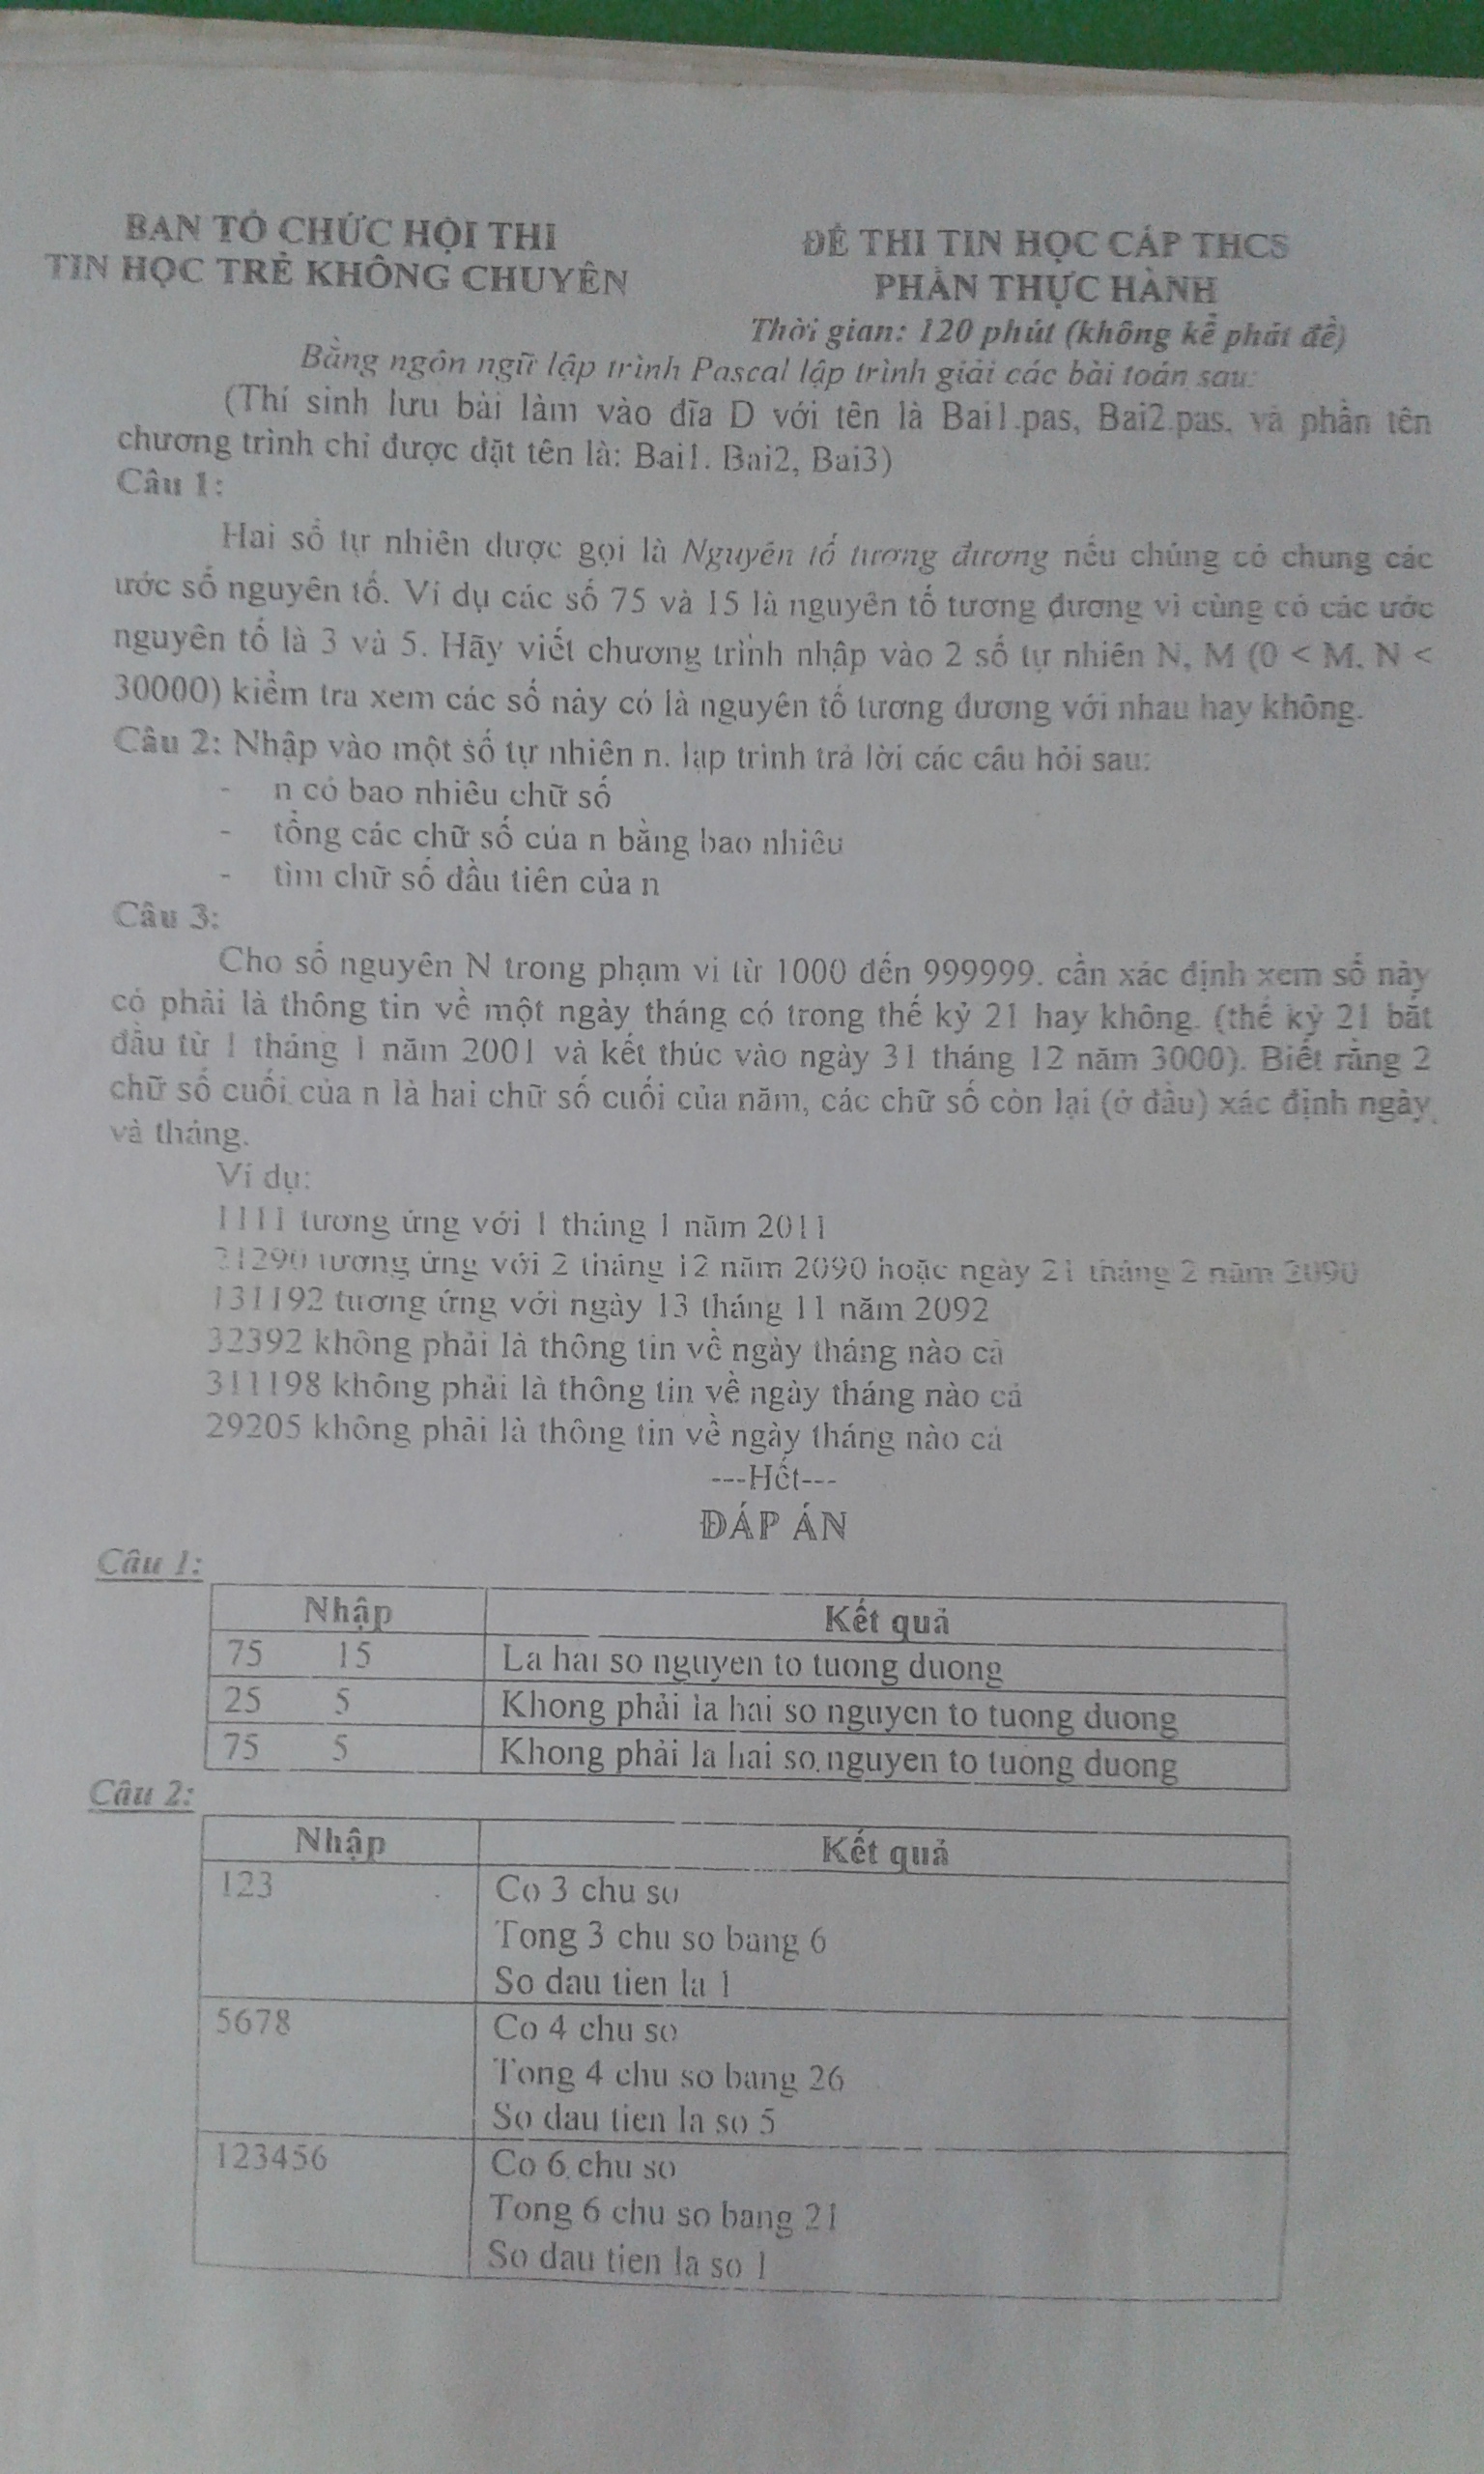 BAN TỔ CHỨC HỘI THI
TIN HỌC TRẺ KHÔNG CHUYÊN
ĐỀ THI TIN HỌC CẤP THCS
PHẦN THỰC HÀNH
Thời gian: 120 phút (không kể phát đề)
Bằng ngôn ngữ lập trình Pascal lập trình giải các bài toán sau:
(Thí sinh lưu bài làm vào đĩa D với tên là Bai1.pas, Bai2.pas, và phần tên
chương trình chỉ được đặt tên là: Bai1. Bai2, Bai3)
Câu 1:
Hai số tự nhiên được gọi là Nguyên tố tương đương nếu chúng có chung các
ước số nguyên tố. Ví dụ các số 75 và 15 là nguyên tố tương đương vì cùng có các ước
nguyên tố là 3 và 5. Hãy viết chương trình nhập vào 2 số tự nhiên N, M (0 < M. N <
30000) kiểm tra xem các số này có là nguyên tố tương đương với nhau hay không.
Câu 2: Nhập vào một số tự nhiên n. lap trình trả lời các câu hỏi sau:
- n có bao nhiêu chữ số
- tổng các chữ số của n bằng bao nhiêu
- tìm chữ số đầu tiên của n
Câu 3:
Cho số nguyên N trong phạm vi từ 1000 đến 999999. cần xác định xem số này
có phải là thông tin về một ngày tháng có trong thế kỷ 21 hay không. (thế kỷ 21 bắt
đầu từ 1 tháng 1 năm 2001 và kết thúc vào ngày 31 tháng 12 năm 3000). Biết rằng 2
chữ số cuối của n là hai chữ số cuối của năm, các chữ số còn lại (ở đầu) xác định ngày
và tháng.
Ví dụ:
1111 tương ứng với 1 tháng 1 năm 2011
21290 tương ứng với 2 tháng 12 năm 2090 hoặc ngày 21 tháng 2 năm 2090
131192 tương ứng với ngày 13 tháng 11 năm 2092
32392 không phải là thông tin về ngày tháng nào cả
311198 không phải là thông tin về ngày tháng nào cả
29205 không phải là thông tin về ngày tháng nào cả
---Hết---
ĐÁP ÁN
Câu 1:
Nhập Kết quả
75 15 La hai so nguyen to tuong duong
25 5 Khong phải la hai so nguyen to tuong duong
75 5 Khong phải la hai so nguyen to tuong duong
Câu 2:
Nhập Kết quả
123 Co 3 chu so
Tong 3 chu so bang 6
So dau tien la 1
5678 Co 4 chu so
Tong 4 chu so bang 26
So dau tien la so 5
123456 Co 6 chu so
Tong 6 chu so bang 21
So dau tien la so 1